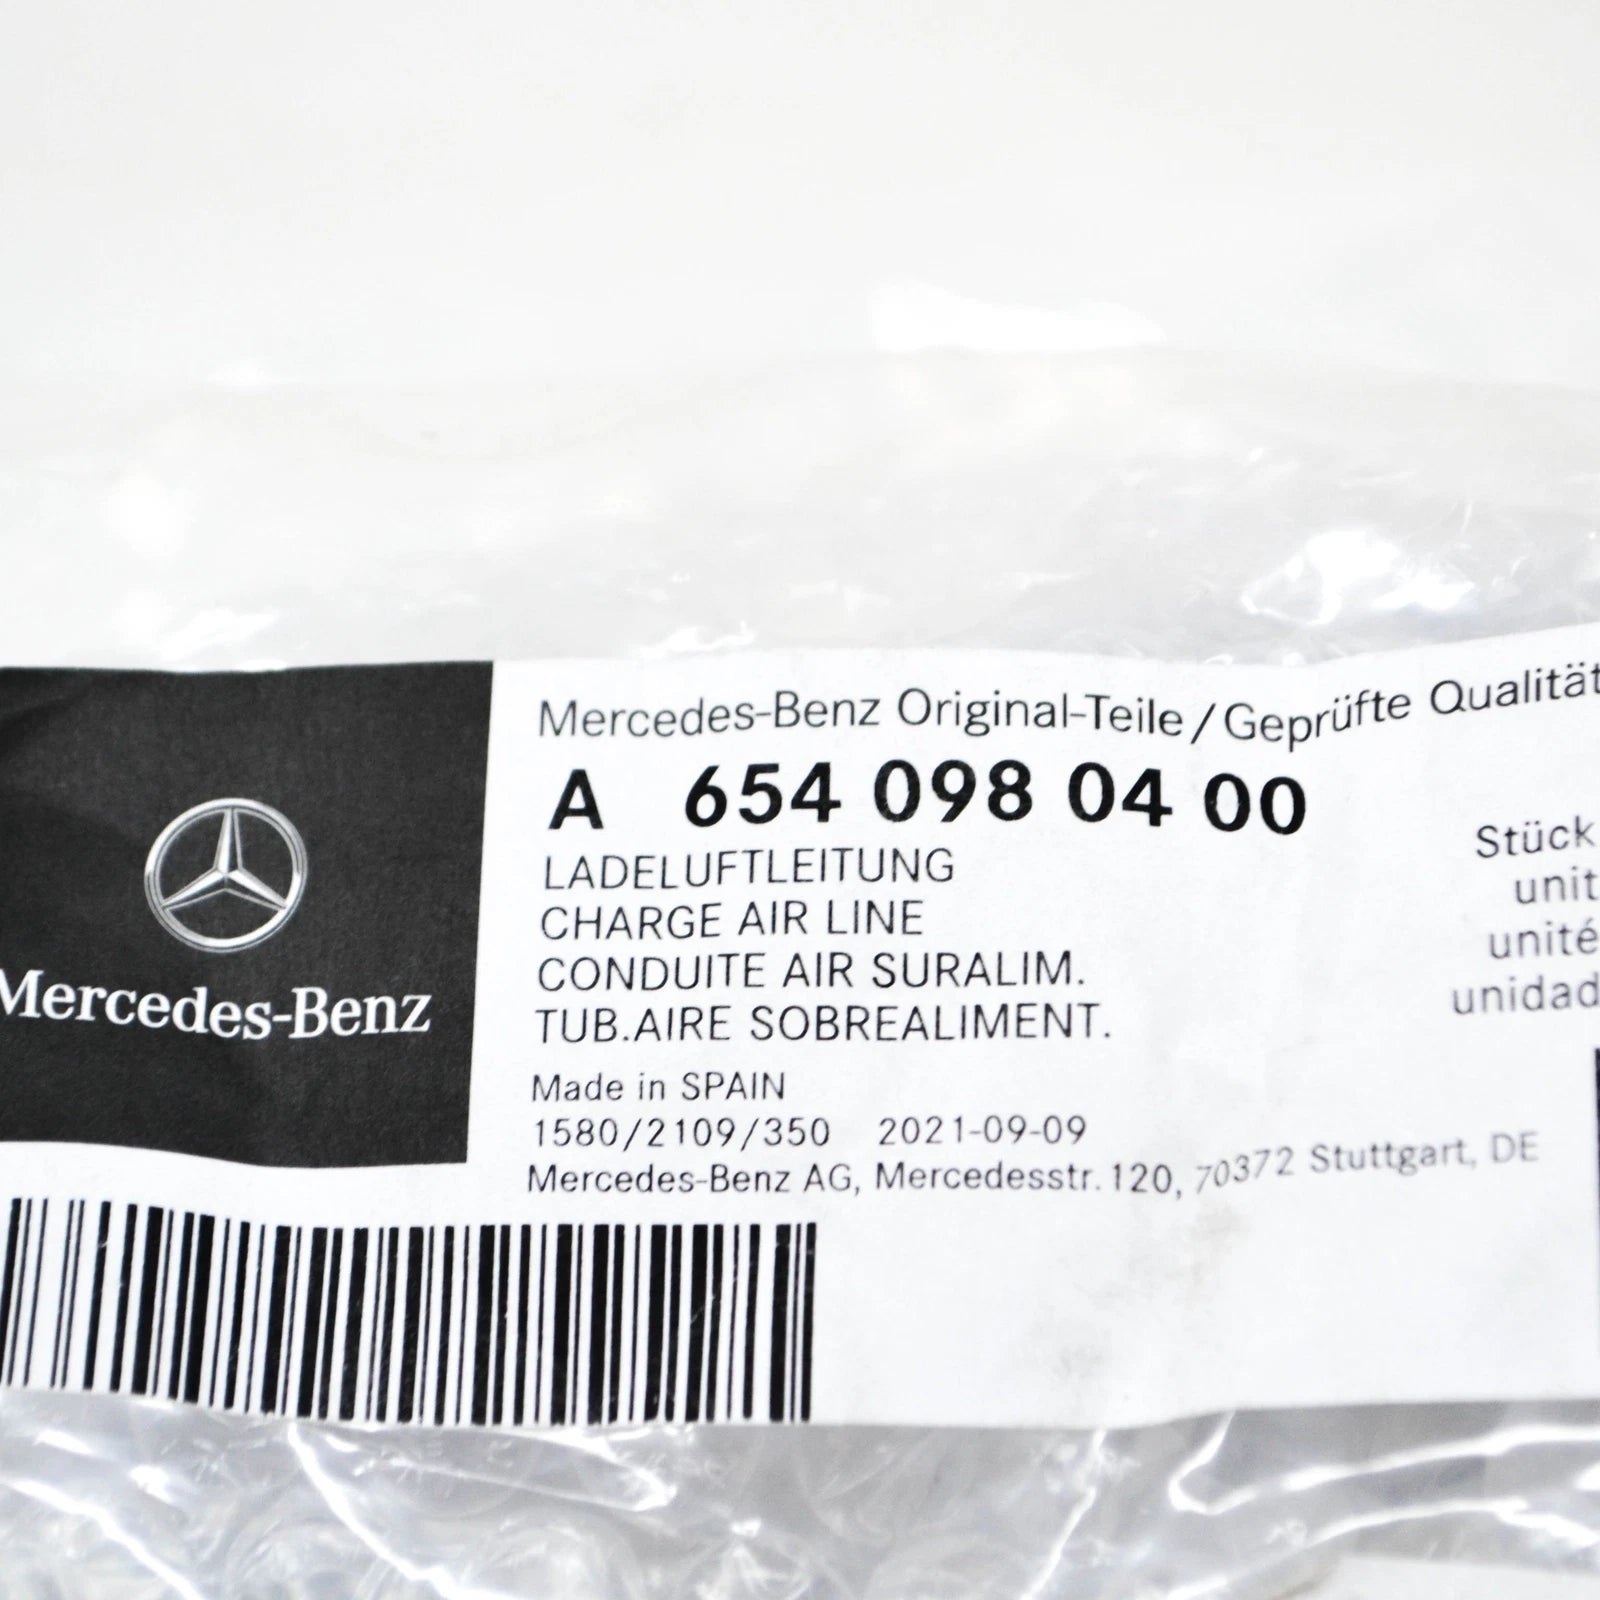 Mercedes-Benz
Mercedes-Benz Original-Teile/Geprüfte Qualität
A 654 098 04 00
LADELUFTLEITUNG
CHARGE AIR LINE
CONDUITE AIR SURALIM.
TUB.AIRE SOBREALIMENT.
Stück
unit
unité
unidad
Made in SPAIN
1580/2109/350 2021-09-09
Mercedes-Benz AG, Mercedesstr. 120, 70372 Stuttgart, DE